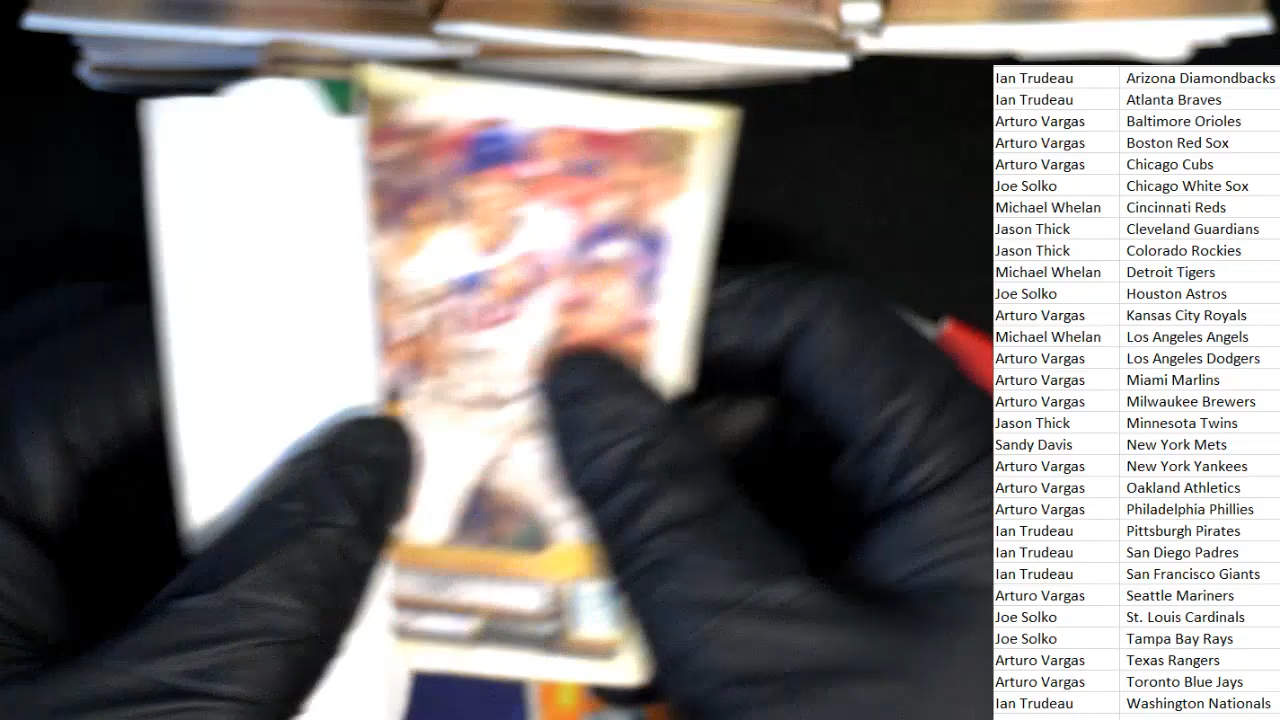 Ian Trudeau Arizona Diamondbacks
Ian Trudeau Atlanta Braves
Arturo Vargas Baltimore Orioles
Arturo Vargas Boston Red Sox
Arturo Vargas Chicago Cubs
Joe Solko Chicago White Sox
Michael Whelan Cincinnati Reds
Jason Thick Cleveland Guardians
Jason Thick Colorado Rockies
Michael Whelan Detroit Tigers
Joe Solko Houston Astros
Arturo Vargas Kansas City Royals
Michael Whelan Los Angeles Angels
Arturo Vargas Los Angeles Dodgers
Arturo Vargas Miami Marlins
Arturo Vargas Milwaukee Brewers
Jason Thick Minnesota Twins
Sandy Davis New York Mets
Arturo Vargas New York Yankees
Arturo Vargas Oakland Athletics
Arturo Vargas Philadelphia Phillies
Ian Trudeau Pittsburgh Pirates
Ian Trudeau San Diego Padres
Ian Trudeau San Francisco Giants
Arturo Vargas Seattle Mariners
Joe Solko St. Louis Cardinals
Joe Solko Tampa Bay Rays
Arturo Vargas Texas Rangers
Arturo Vargas Toronto Blue Jays
Ian Trudeau Washington Nationals